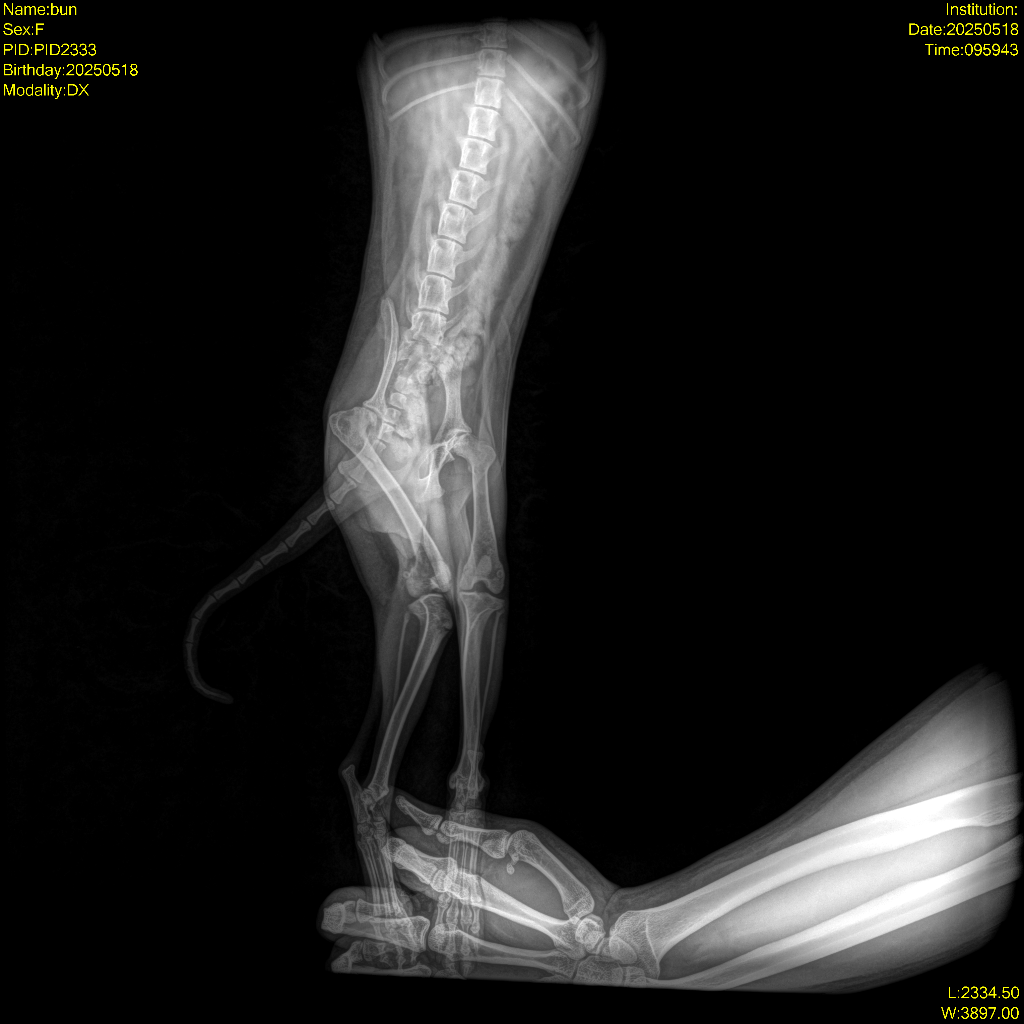 Name:bun
Sex:F
PID:PID2333
Birthday:20250518
Modality:DX
Institution:
Date:20250518
Time:095943
L:2334.50
W:3897.00